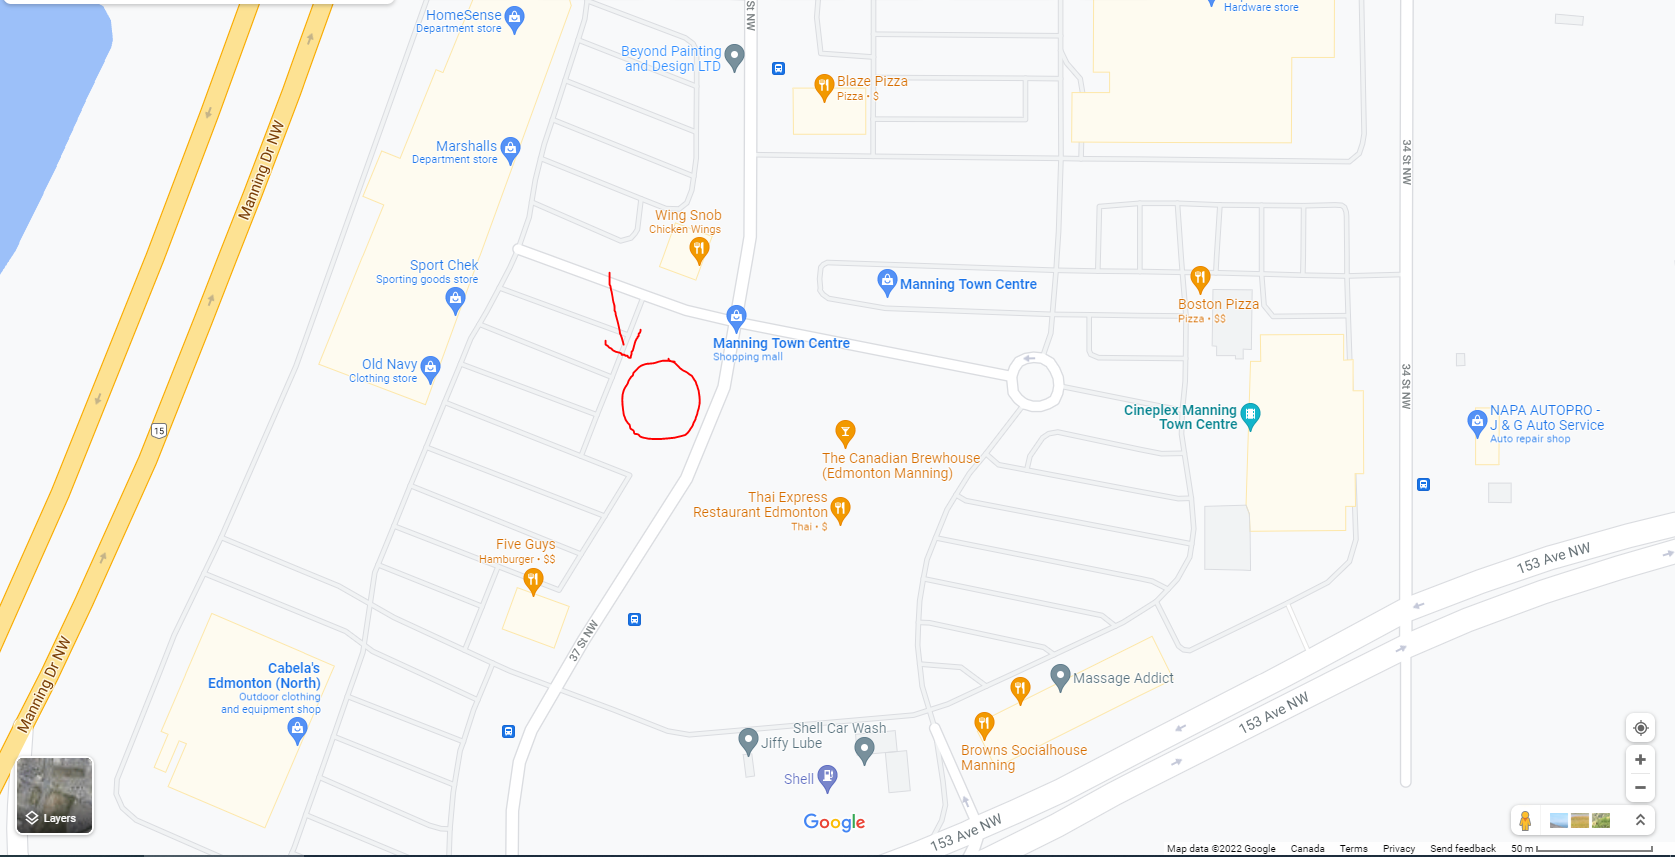 HomeSense
Department store
St NW
Hardware store
Beyond Painting
and Design LTD
Blaze Pizza
Pizza • $
Manning Dr NW
Marshalls
Department store
34 St NW
Wing Snob
Chicken Wings
Sport Chek
Sporting goods store
Manning Town Centre
Boston Pizza
Pizza • $$
Manning Town Centre
Shopping mall
Old Navy
Clothing store
34 St NW
Cineplex Manning
Town Centre
NAPA AUTOPRO -
J & G Auto Service
Auto repair shop
15
The Canadian Brewhouse
(Edmonton Manning)
Thai Express
Restaurant Edmonton
Thai • $
Five Guys
Hamburger • $$
153 Ave NW
37 St NW
Cabela's
Edmonton (North)
Outdoor clothing
and equipment shop
Manning Dr NW
Massage Addict
153 Ave NW
Shell Car Wash
Jiffy Lube
Browns Socialhouse
Manning
Shell
Layers
Google
153 Ave NW
Map data ©2022 Google
Canada
Terms
Privacy
Send feedback
50 m